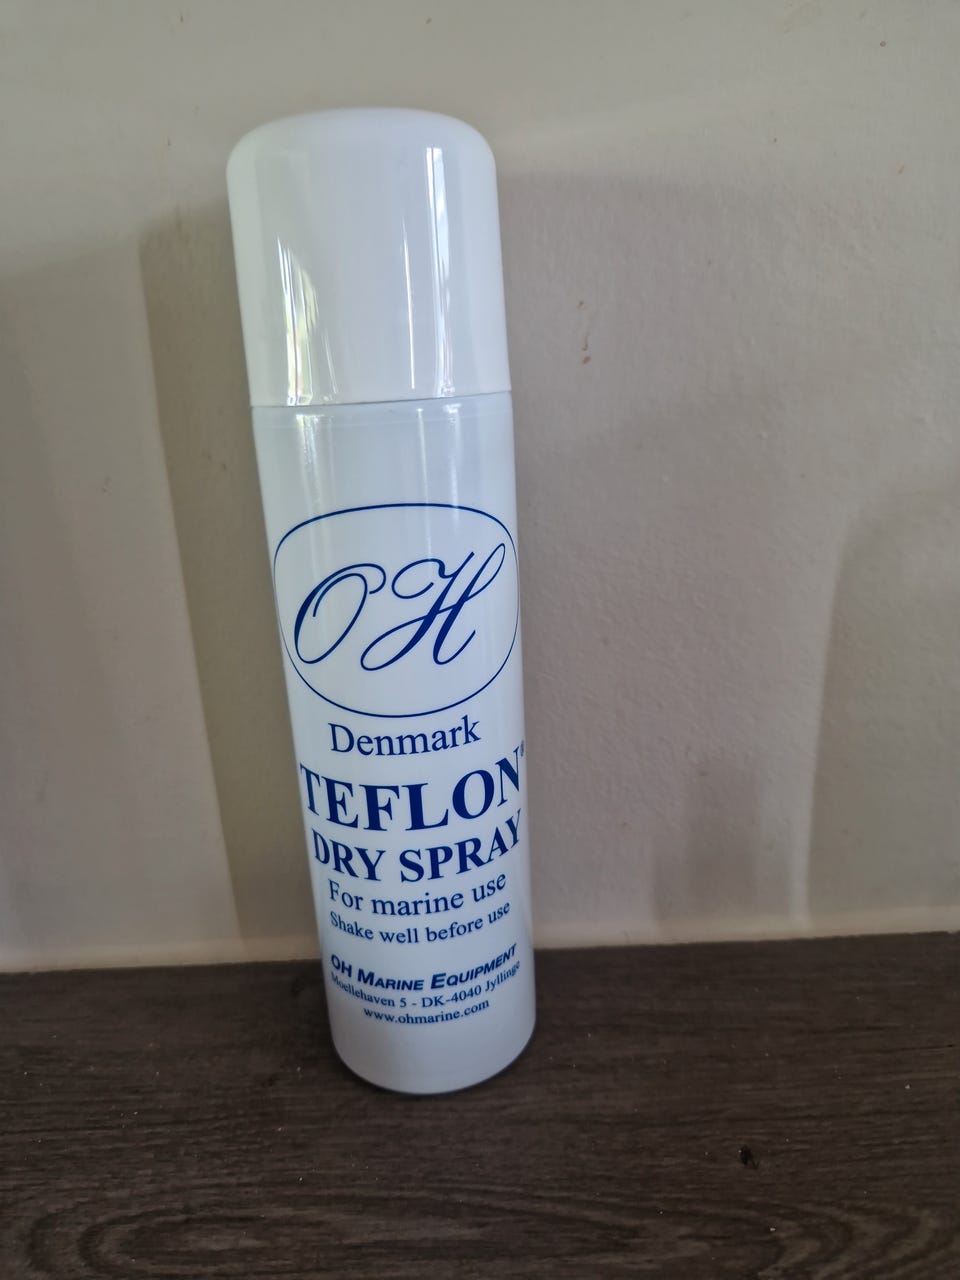 OH
Denmark
TEFLON®
DRY SPRAY
For marine use
Shake well before use
OH MARINE EQUIPMENT
Moellehaven 5 - DK-4040 Jyllinge
www.ohmarine.com